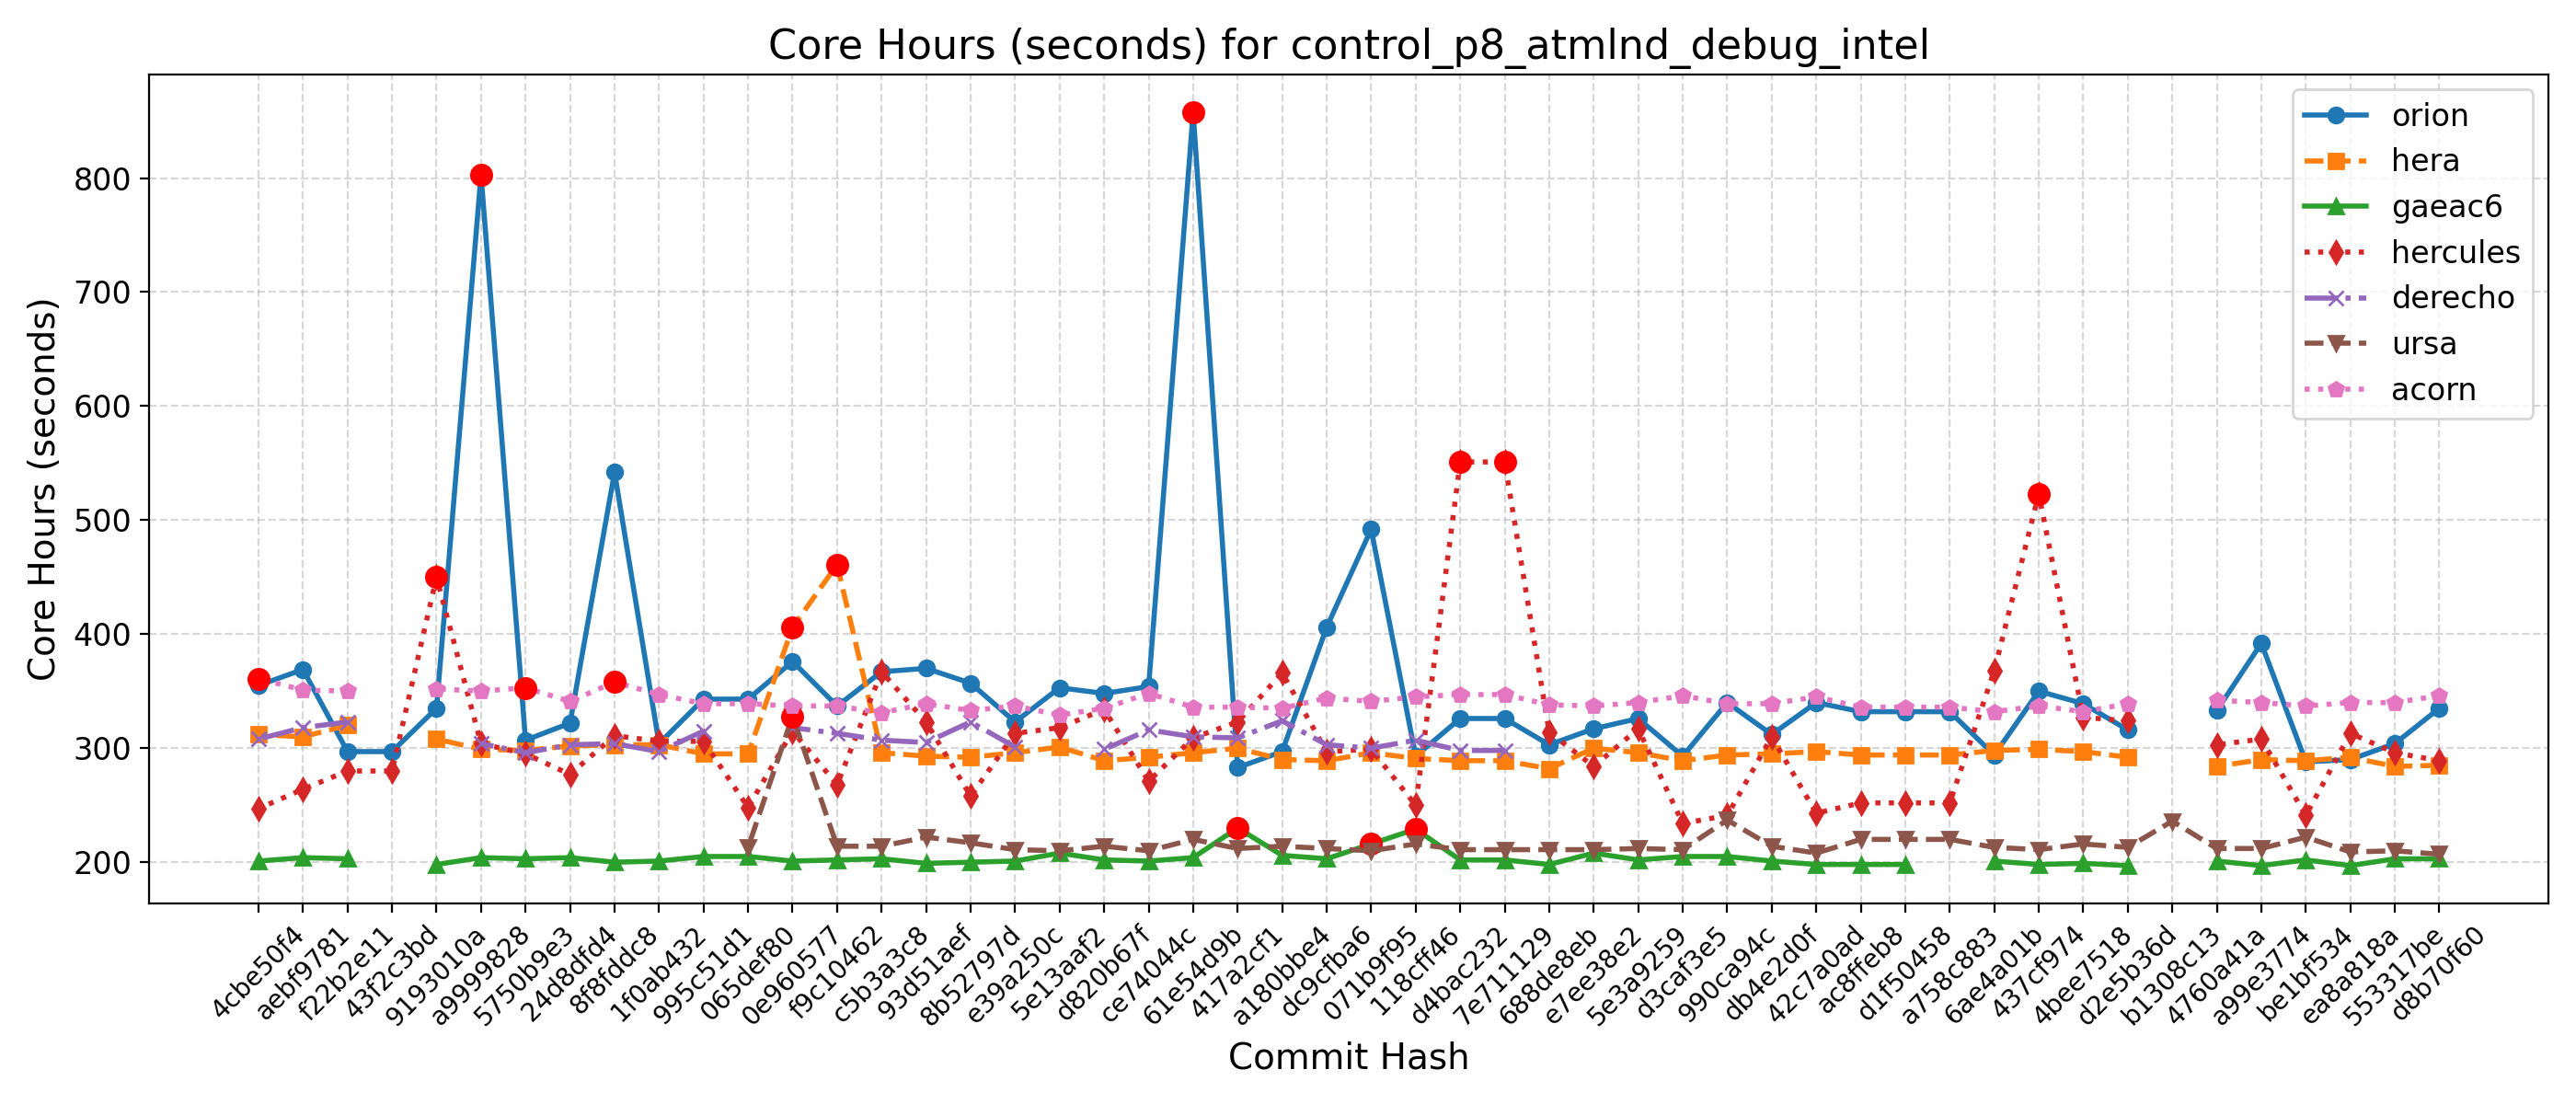 Core Hours (seconds) for control_p8_atmlnd_debug_intel
Core Hours (seconds)
800
700
600
500
400
300
200
orion
hera
gaeac6
hercules
derecho
ursa
acorn
4cbe50f4
aebf9781
f22b2e11
43f2c3bd
9193010a
a9999828
5750b9e3
24d8dfd4
8f8fddc8
1f0ab432
995c51d1
065def80
0e960577
f9c10462
c5b3a3c8
93d51aef
8b52797d
e39a250c
5e13aaf2
d820b67f
ce74044c
61e54d9b
417a2cf1
a180bbe4
dc9cfba6
071b9f95
118cff46
d4bac232
7e711129
688de8eb
e7ee38e2
5e3a9259
d3caf3e5
990ca94c
db4e2d0f
42c7a0ad
ac8ffeb8
d1f50458
a758c883
6ae4a01b
437cf974
4bee7518
d2e5b36d
b1308c13
4760a41a
a99e3774
be1bf534
ea8a818a
553317be
d8b70f60
Commit Hash